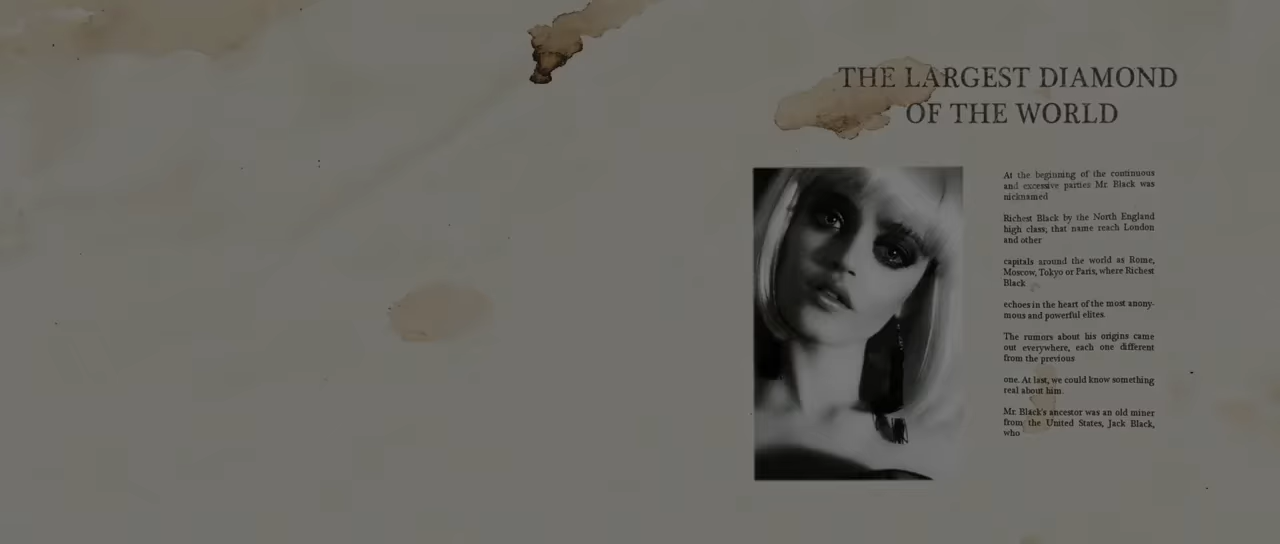 THE LARGEST DIAMOND
OF THE WORLD
At the beginning of the continuous
and excessive parties Mr. Black was
nicknamed
Richest Black by the North England
high class; that name reach London
and other
capitals around the world as Rome,
Moscow, Tokyo or Paris, where Richest
Black
echoes in the heart of the most anony-
mous and powerful elites.
The rumors about his origins came
out everywhere, each one different
from the previous
one. At last, we could know something
real about him.
Mr. Black's ancestor was an old miner
from the United States, Jack Black,
who